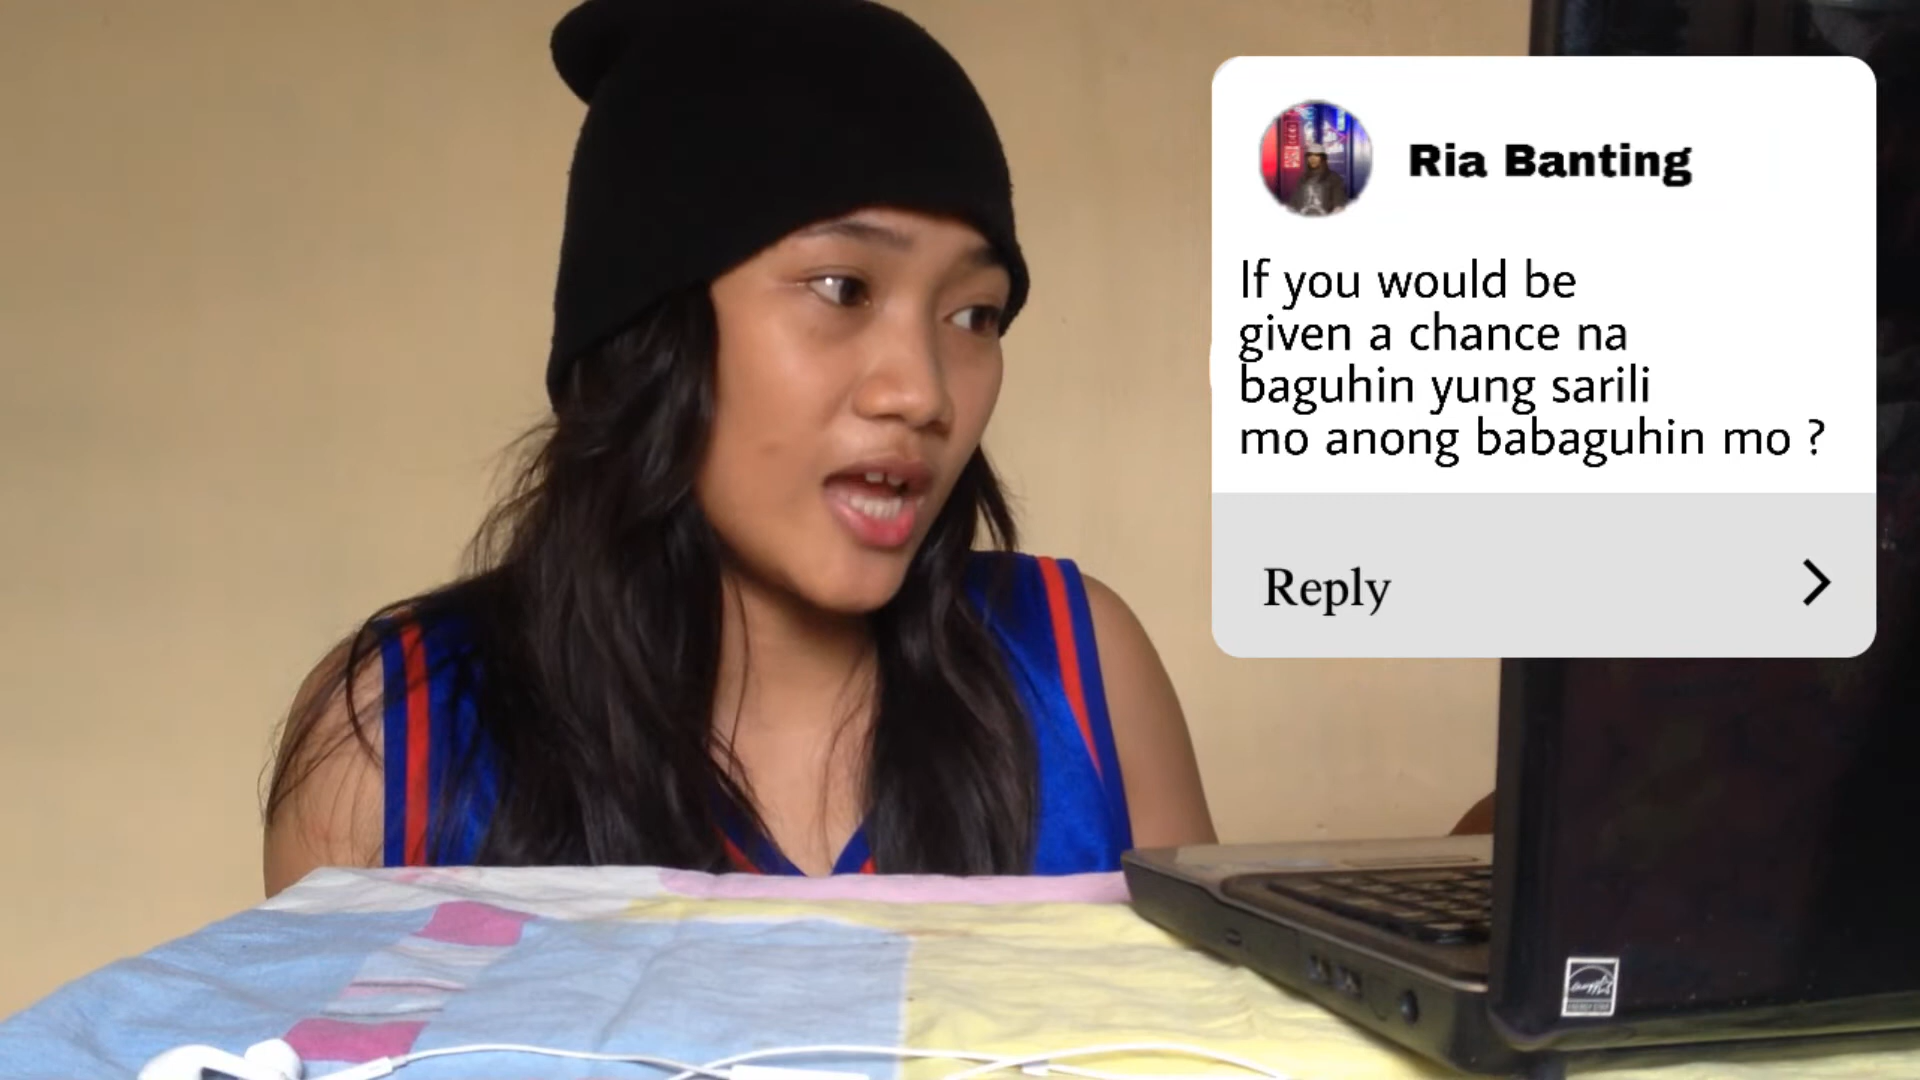 Ria Banting
If you would be
given a chance na
baguhin yung sarili
mo anong babaguhin mo ?
Reply